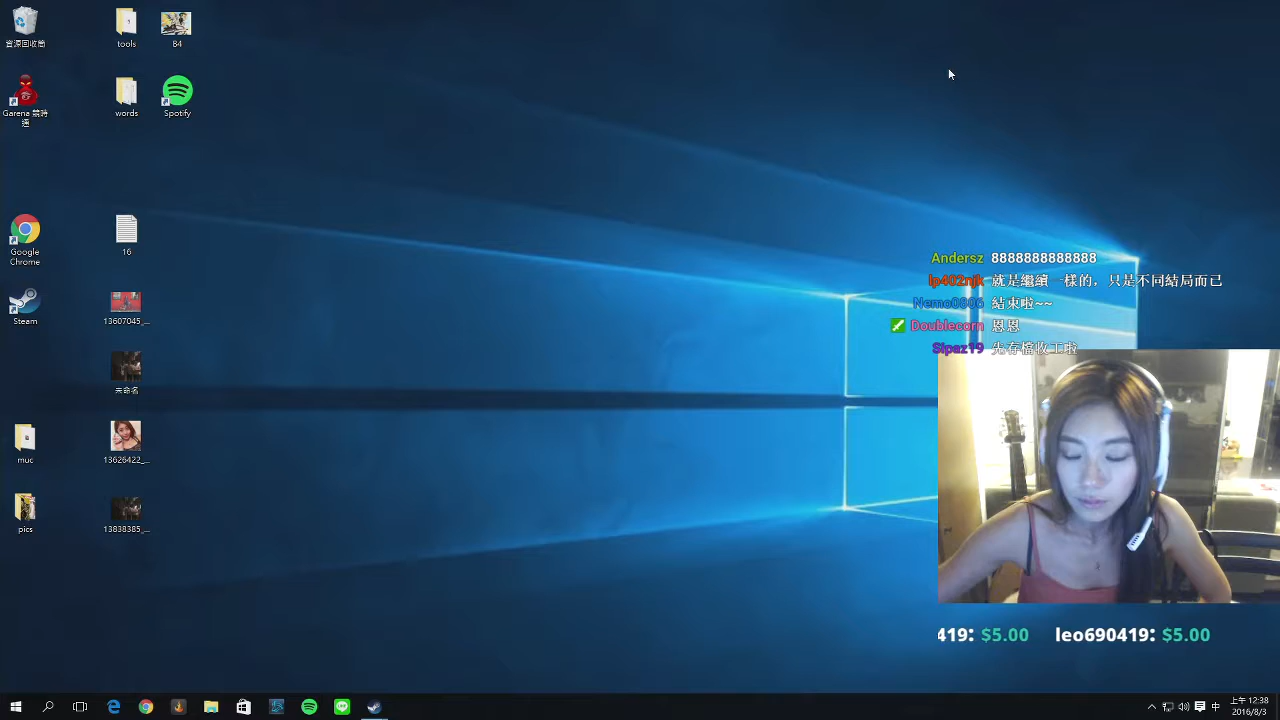 資源回收筒
tools
84
Garena 競時通
words
Spotify
Google Chrome
16
Steam
13607045_...
未命名
muc
13626422_...
pics
13838385_...
Andersz 8888888888888
lp402njk 就是繼續一樣的，只是不同結局而已
Nemo0806 結束啦~~
Doublecorn 恩恩
Sipaz19 先存檔收工啦
419: $5.00 leo690419: $5.00
中
上午 12:38
2016/8/3